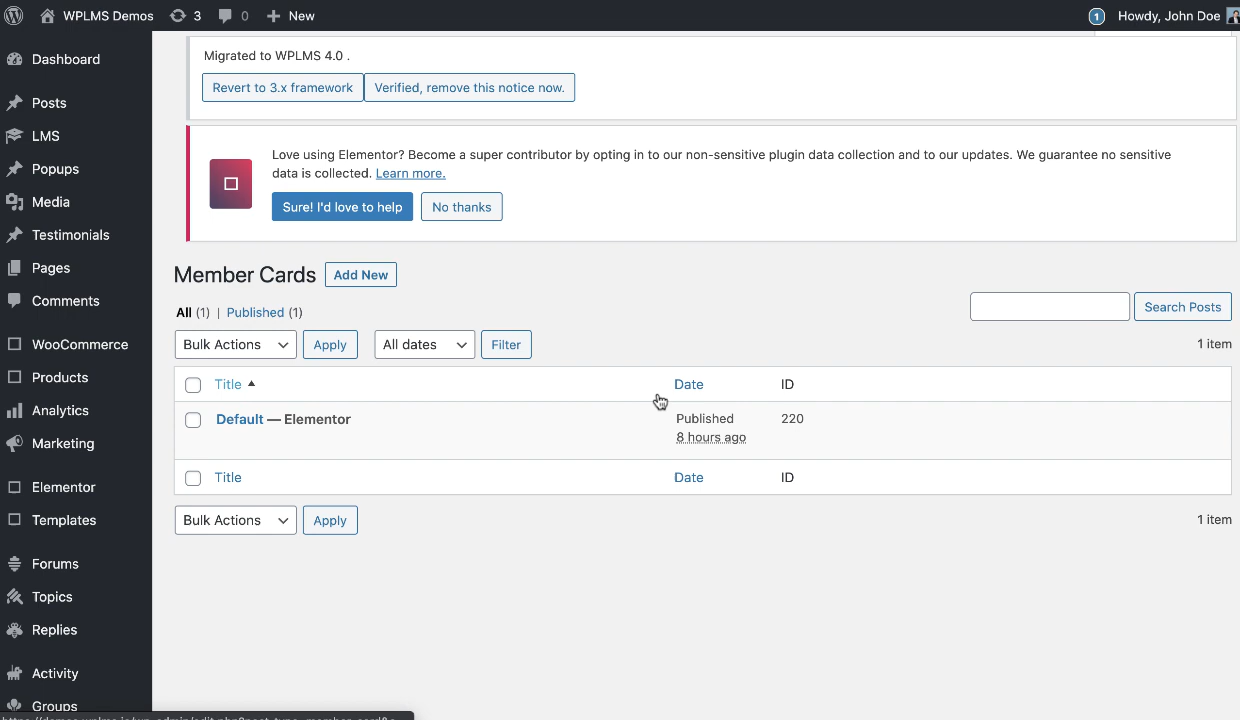 WPLMS Demos 3 0 New 1 Howdy, John Doe
Dashboard
Posts
LMS
Popups
Media
Testimonials
Pages
Comments
WooCommerce
Products
Analytics
Marketing
Elementor
Templates
Forums
Topics
Replies
Activity
Groups
Migrated to WPLMS 4.0 .
Revert to 3.x framework Verified, remove this notice now.
Love using Elementor? Become a super contributor by opting in to our non-sensitive plugin data collection and to our updates. We guarantee no sensitive
data is collected. Learn more.
Sure! I'd love to help No thanks
Member Cards Add New
All (1) | Published (1)
Search Posts
Bulk Actions Apply All dates Filter 1 item
Title Date ID
Default — Elementor Published 220
8 hours ago
Title Date ID
Bulk Actions Apply 1 item